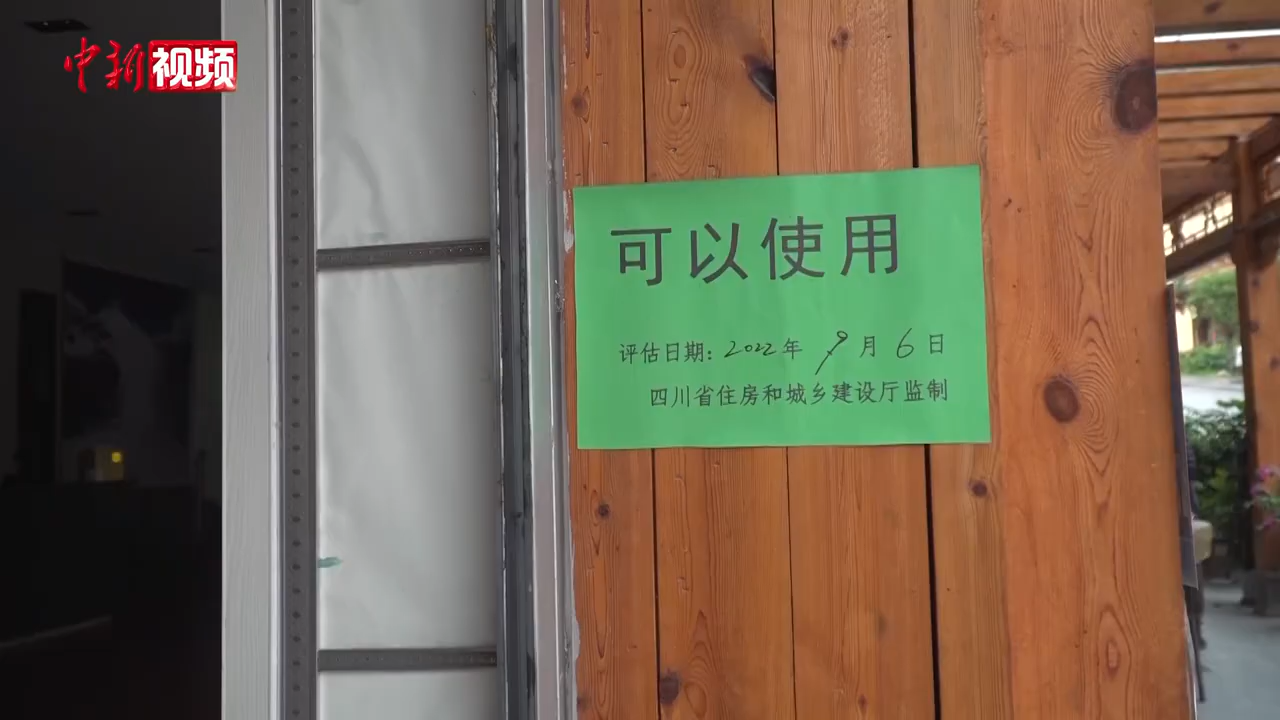 中新视频
可以使用
评估日期：2022年 9月 6日
四川省住房和城乡建设厅监制